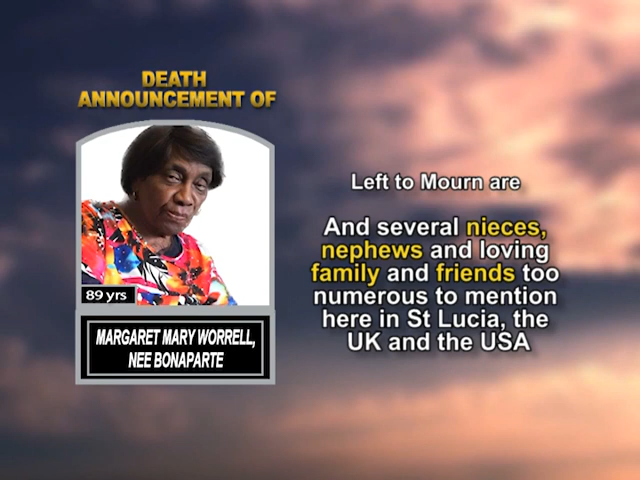 DEATH
ANNOUNCEMENT OF
89 yrs
MARGARET MARY WORRELL,
NEE BONAPARTE
Left to Mourn are
And several nieces,
nephews and loving
family and friends too
numerous to mention
here in St Lucia, the
UK and the USA